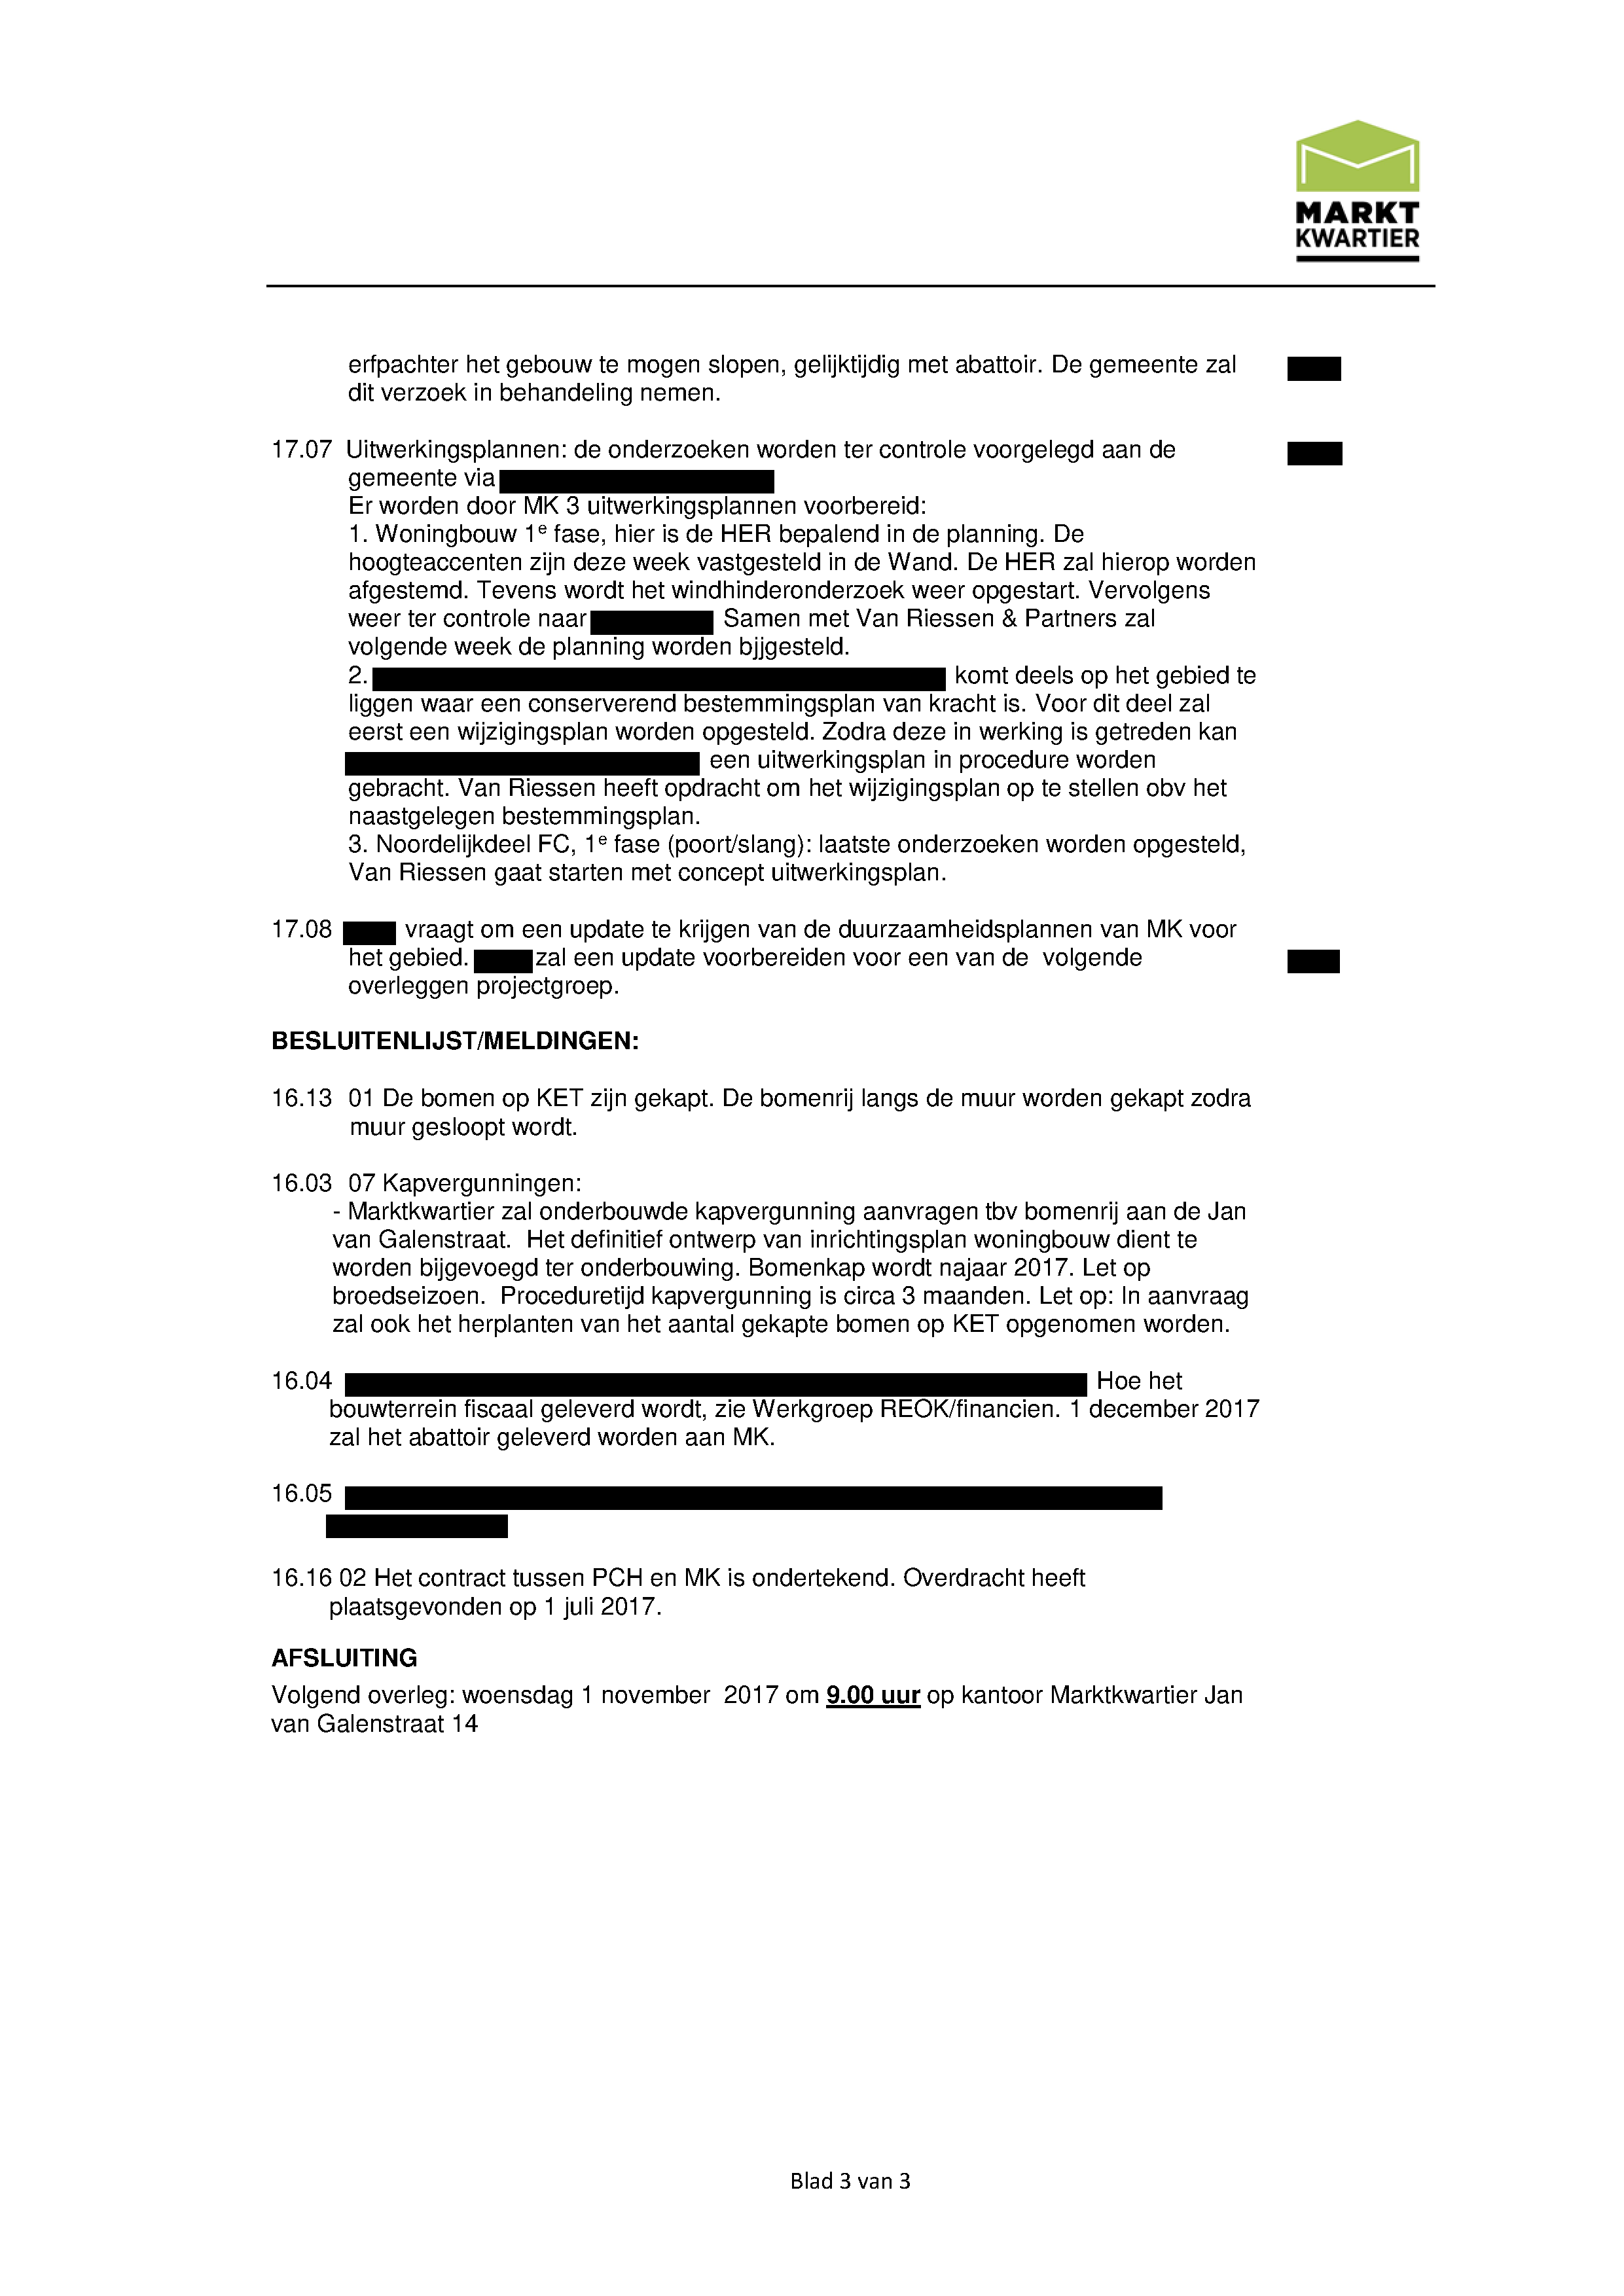 MARKT
KWARTIER
erfpachter het gebouw te mogen slopen, gelijktijdig met abattoir. De gemeente zal
dit verzoek in behandeling nemen.
17.07 Uitwerkingsplannen: de onderzoeken worden ter controle voorgelegd aan de
gemeente via
Er worden door MK 3 uitwerkingsplannen voorbereid:
1. Woningbouw 1e fase, hier is de HER bepalend in de planning. De
hoogteaccenten zijn deze week vastgesteld in de Wand. De HER zal hierop worden
afgestemd. Tevens wordt het windhinderonderzoek weer opgestart. Vervolgens
weer ter controle naar Samen met Van Riessen & Partners zal
volgende week de planning worden bjjgesteld.
2. komt deels op het gebied te
liggen waar een conserverend bestemmingsplan van kracht is. Voor dit deel zal
eerst een wijzigingsplan worden opgesteld. Zodra deze in werking is getreden kan
een uitwerkingsplan in procedure worden
gebracht. Van Riessen heeft opdracht om het wijzigingsplan op te stellen obv het
naastgelegen bestemmingsplan.
3. Noordelijkdeel FC, 1e fase (poort/slang): laatste onderzoeken worden opgesteld,
Van Riessen gaat starten met concept uitwerkingsplan.
17.08 vraagt om een update te krijgen van de duurzaamheidsplannen van MK voor
het gebied. zal een update voorbereiden voor een van de volgende
overleggen projectgroep.
BESLUITENLIJST/MELDINGEN:
16.13 01 De bomen op KET zijn gekapt. De bomenrij langs de muur worden gekapt zodra
muur gesloopt wordt.
16.03 07 Kapvergunningen:
- Marktkwartier zal onderbouwde kapvergunning aanvragen tbv bomenrij aan de Jan
van Galenstraat. Het definitief ontwerp van inrichtingsplan woningbouw dient te
worden bijgevoegd ter onderbouwing. Bomenkap wordt najaar 2017. Let op
broedseizoen. Proceduretijd kapvergunning is circa 3 maanden. Let op: In aanvraag
zal ook het herplanten van het aantal gekapte bomen op KET opgenomen worden.
16.04 Hoe het
bouwterrein fiscaal geleverd wordt, zie Werkgroep REOK/financien. 1 december 2017
zal het abattoir geleverd worden aan MK.
16.05
16.16 02 Het contract tussen PCH en MK is ondertekend. Overdracht heeft
plaatsgevonden op 1 juli 2017.
AFSLUITING
Volgend overleg: woensdag 1 november 2017 om 9.00 uur op kantoor Marktkwartier Jan
van Galenstraat 14
Blad 3 van 3